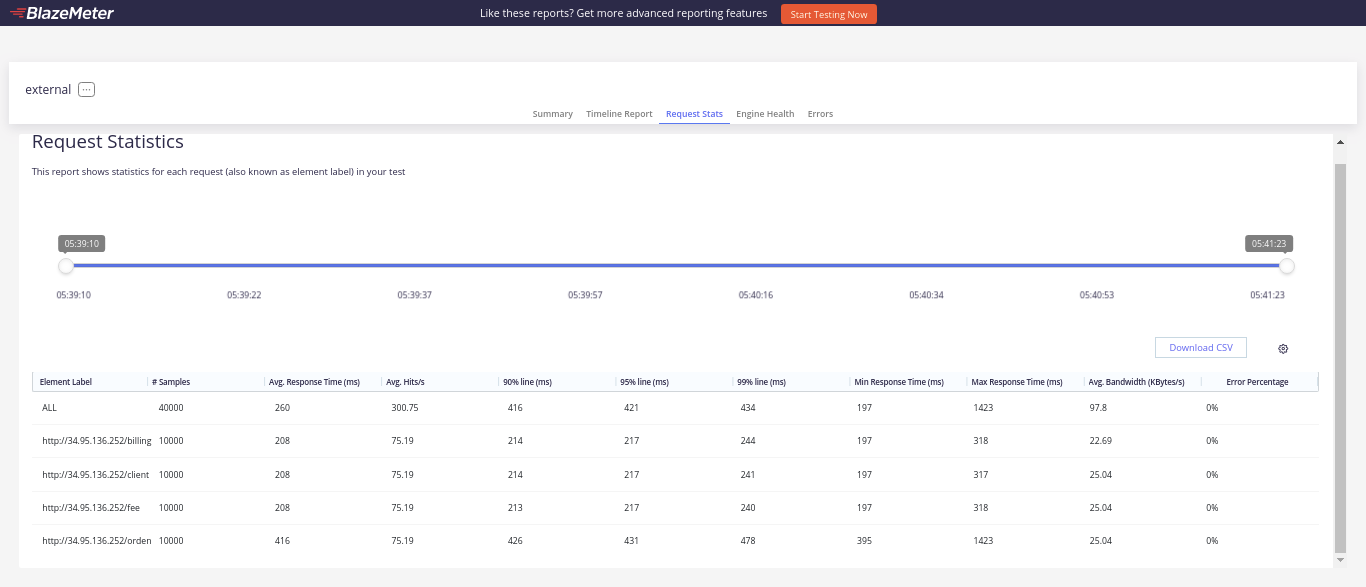 BlazeMeter
Like these reports? Get more advanced reporting features Start Testing Now
external ...
Summary Timeline Report Request Stats Engine Health Errors
Request Statistics
This report shows statistics for each request (also known as element label) in your test
05:39:10 05:41:23
05:39:10 05:39:22 05:39:37 05:39:57 05:40:16 05:40:34 05:40:53 05:41:23
Download CSV
Element Label # Samples Avg. Response Time (ms) Avg. Hits/s 90% line (ms) 95% line (ms) 99% line (ms) Min Response Time (ms) Max Response Time (ms) Avg. Bandwidth (KBytes/s) Error Percentage
ALL 40000 260 300.75 416 421 434 197 1423 97.8 0%
http://34.95.136.252/billing 10000 208 75.19 214 217 244 197 318 22.69 0%
http://34.95.136.252/client 10000 208 75.19 214 217 241 197 317 25.04 0%
http://34.95.136.252/fee 10000 208 75.19 213 217 240 197 318 25.04 0%
http://34.95.136.252/orden 10000 416 75.19 426 431 478 395 1423 25.04 0%